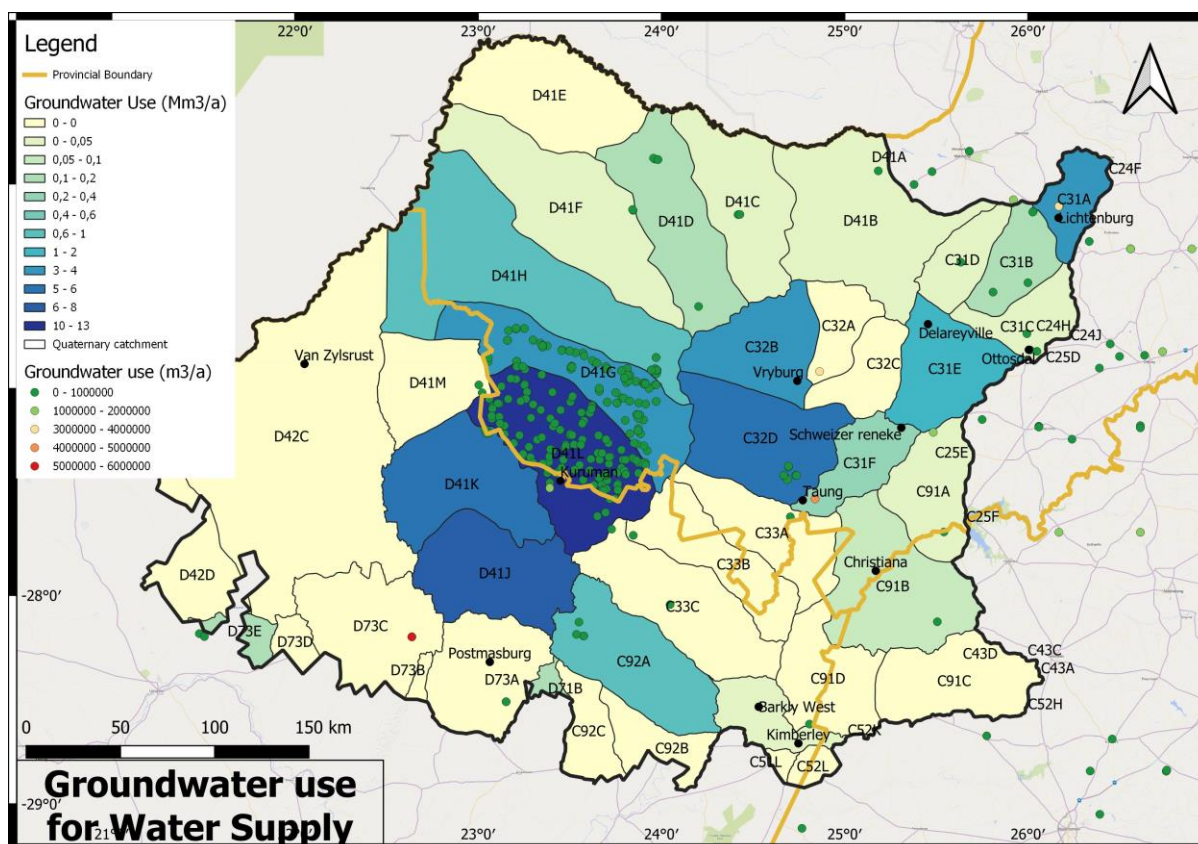 22°0′ 23°0′ 24°0′ 25°0′ 26°0′
Legend
Provincial Boundary
Groundwater Use (Mm3/a)
0 - 0
0 - 0,05
0,05 - 0,1
0,1 - 0,2
0,2 - 0,4
0,4 - 0,6
0,6 - 1
1 - 2
3 - 4
5 - 6
6 - 8
10 - 13
Quaternary catchment
Groundwater use (m3/a)
0 - 1000000
1000000 - 2000000
3000000 - 4000000
4000000 - 5000000
5000000 - 6000000
D41E
D41A
C24F
D41F
D41D
D41C
C31A
Lichtenburg
D41B
C31D
C31B
D41H
C32A
C31C
C24H
C24J
Delareyville
C32B
Ottosdal
C25D
Van Zylsrust
D41M
D41G
Vryburg
C32C
C31E
D42C
C32D
Schweizer reneke
D41L
C31F
C25E
Kuruman
D41K
Taung
C91A
C25F
C33A
C33B
Christiana
C91B
D41J
D42D
-28°0′
C33C
D73E
D73D
D73C
C43D
C43C
C43A
Postmasburg
C92A
D73B
D73A
D71B
C91D
C91C
C52H
Barkly West
C92C
C92B
Kimberley
C52K
C51L
C52L
0 50 100 150 km
Groundwater use
for Water Supply
-29°0′
23°0′ 24°0′ 25°0′ 26°0′